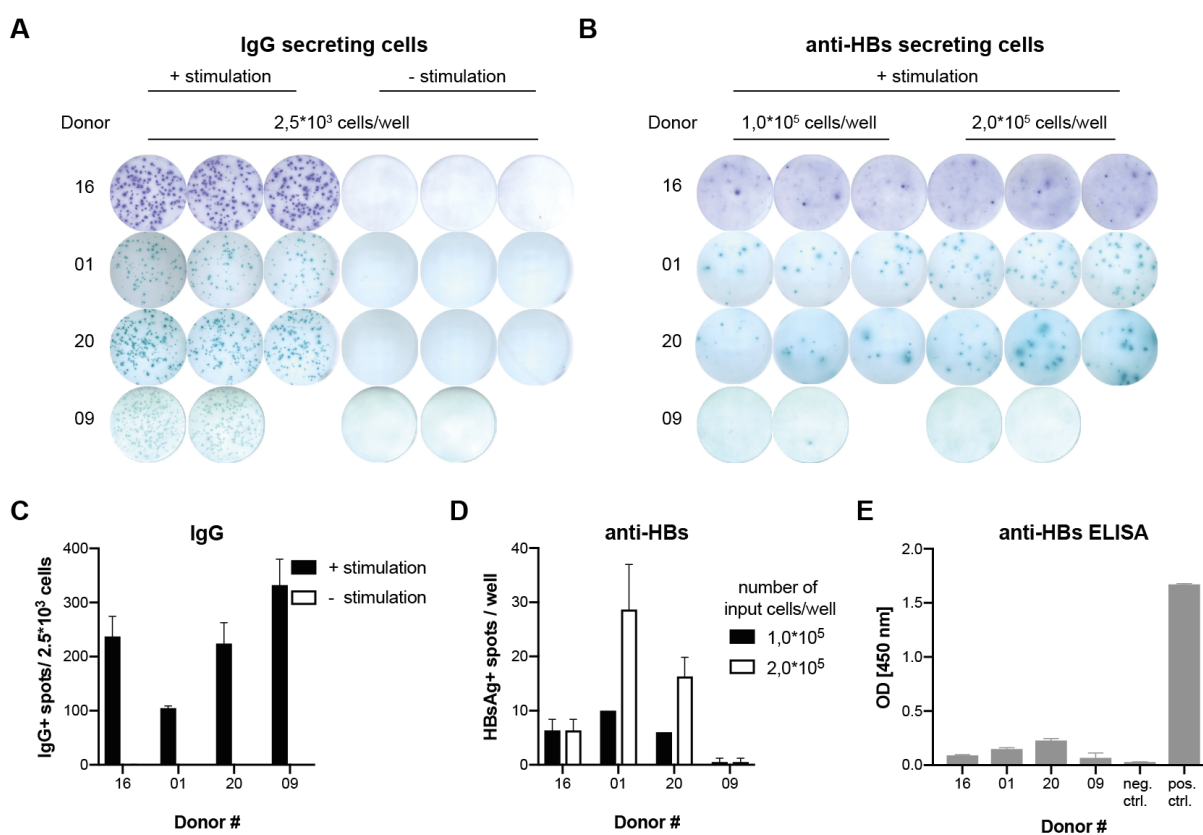 A
IgG secreting cells
+ stimulation - stimulation
Donor 2,5*10³ cells/well
16
01
20
09
B
anti-HBs secreting cells
+ stimulation
Donor 1,0*10⁵ cells/well 2,0*10⁵ cells/well
16
01
20
09
C
IgG
IgG+ spots/ 2.5*10³ cells
400
300
200
100
0
16 01 20 09
Donor #
+ stimulation
- stimulation
D
anti-HBs
HBsAg+ spots / well
40
30
20
10
0
16 01 20 09
Donor #
number of
input cells/well
1,0*10⁵
2,0*10⁵
E
anti-HBs ELISA
OD [450 nm]
2.0
1.5
1.0
0.5
0.0
16 01 20 09 neg. pos.
ctrl. ctrl.
Donor #